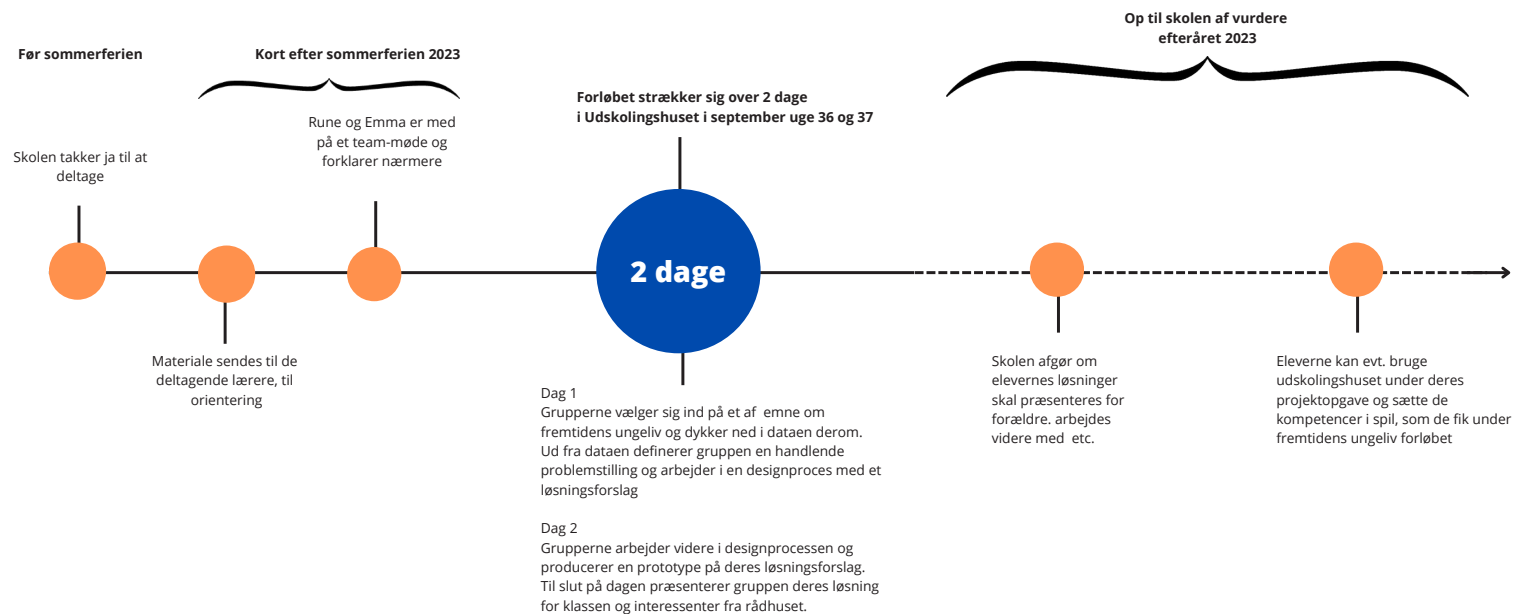 Før sommerferien
Skolen takker ja til at
deltage
Kort efter sommerferien 2023
Rune og Emma er med
på et team-møde og
forklarer nærmere
Materiale sendes til de
deltagende lærere, til
orientering
Forløbet strækker sig over 2 dage
i Udskolingshuset i september uge 36 og 37
2 dage
Dag 1
Grupperne vælger sig ind på et af  emne om
fremtidens ungeliv og dykker ned i dataen derom.
Ud fra dataen definerer gruppen en handlende
problemstilling og arbejder i en designproces med et
løsningsforslag
Dag 2
Grupperne arbejder videre i designprocessen og
producerer en prototype på deres løsningsforslag.
Til slut på dagen præsenterer gruppen deres løsning
for klassen og interessenter fra rådhuset.
Op til skolen af vurdere
efteråret 2023
Skolen afgør om
elevernes løsninger
skal præsenteres for
forældre. arbejdes
videre med  etc.
Eleverne kan evt. bruge
udskolingshuset under deres
projektopgave og sætte de
kompetencer i spil, som de fik under
fremtidens ungeliv forløbet